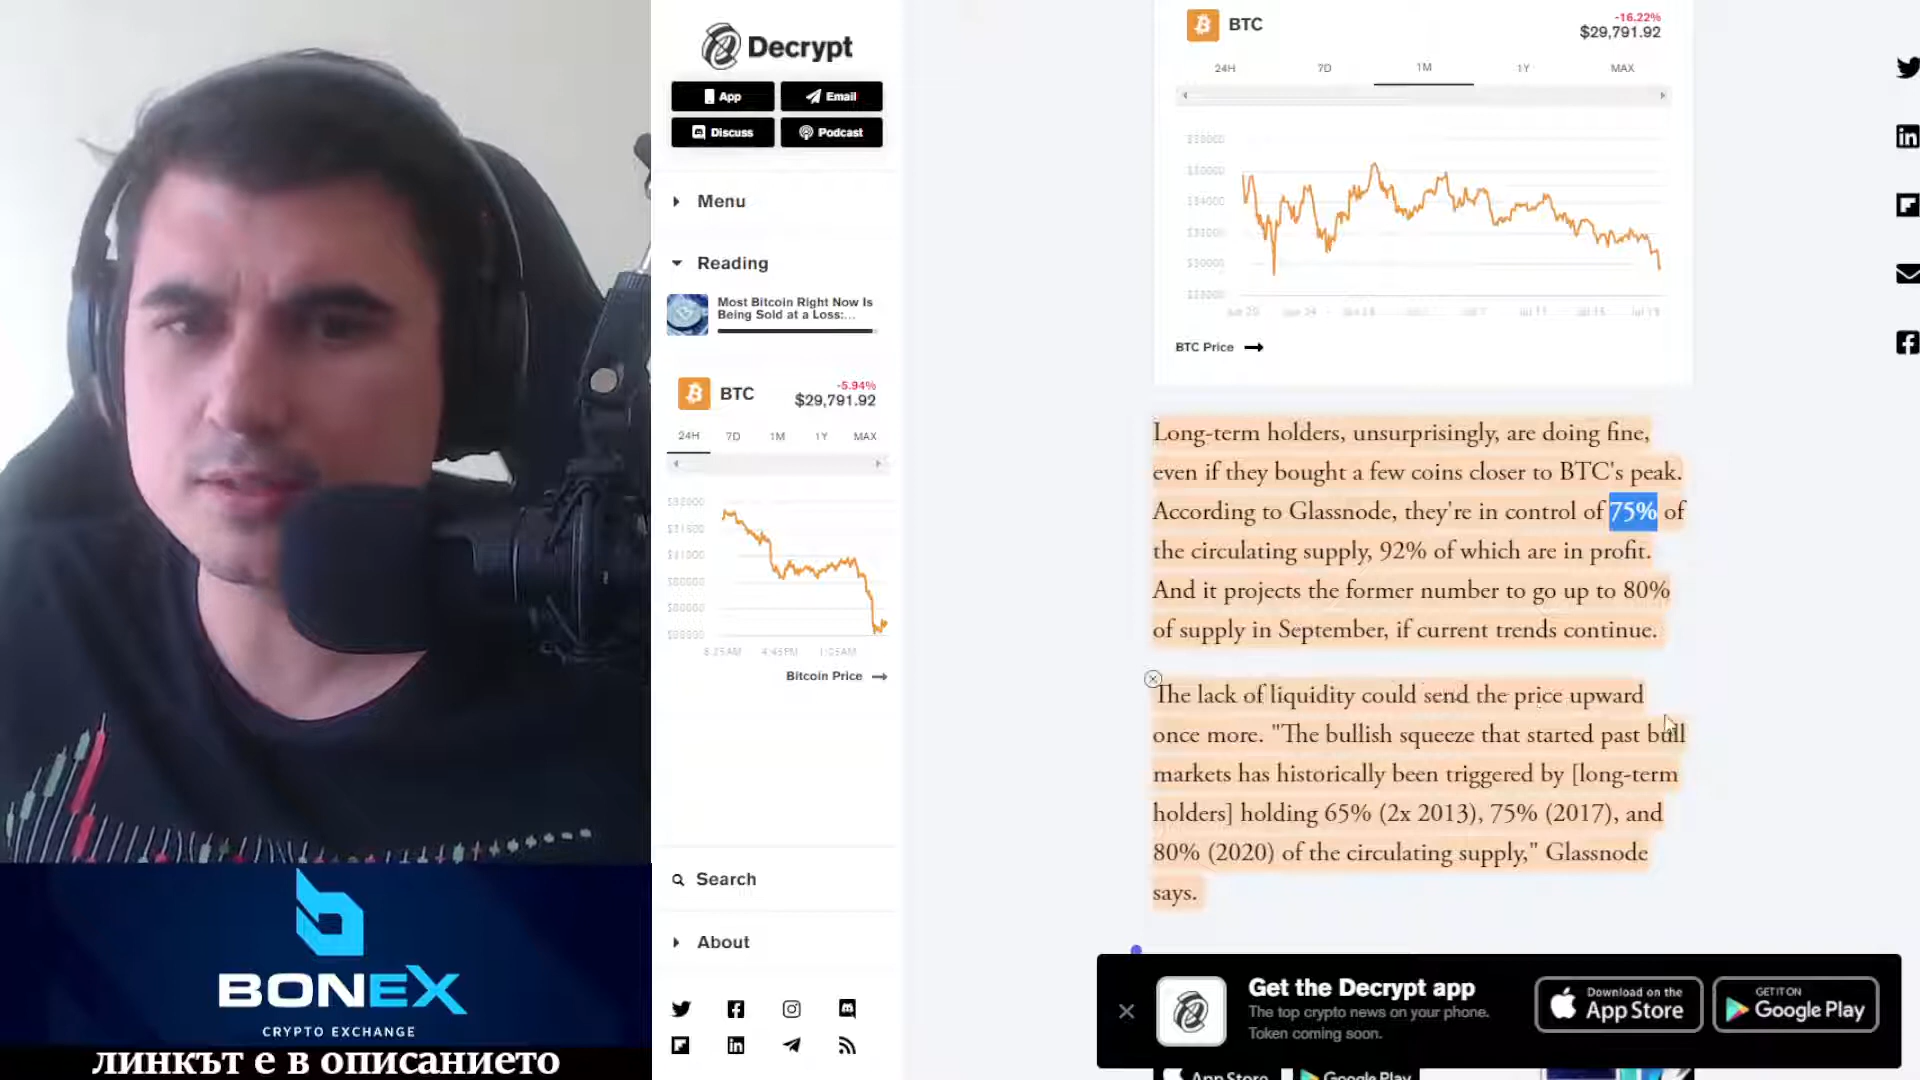 Decrypt
App
Email
Discuss
Podcast
Menu
Reading
Most Bitcoin Right Now Is
Being Sold at a Loss:...
BTC
-5.94%
$29,791.92
24H 7D 1M 1Y MAX
Bitcoin Price
Search
About
BTC
-16.22%
$29,791.92
24H 7D 1M 1Y MAX
BTC Price
Long-term holders, unsurprisingly, are doing fine,
even if they bought a few coins closer to BTC's peak.
According to Glassnode, they're in control of 75% of
the circulating supply, 92% of which are in profit.
And it projects the former number to go up to 80%
of supply in September, if current trends continue.
The lack of liquidity could send the price upward
once more. "The bullish squeeze that started past bull
markets has historically been triggered by [long-term
holders] holding 65% (2x 2013), 75% (2017), and
80% (2020) of the circulating supply," Glassnode
says.
Get the Decrypt app
The top crypto news on your phone.
Token coming soon.
Download on the
App Store
GET IT ON
Google Play
App Store
Google Play
BONEX
CRYPTO EXCHANGE
линкът е в описанието